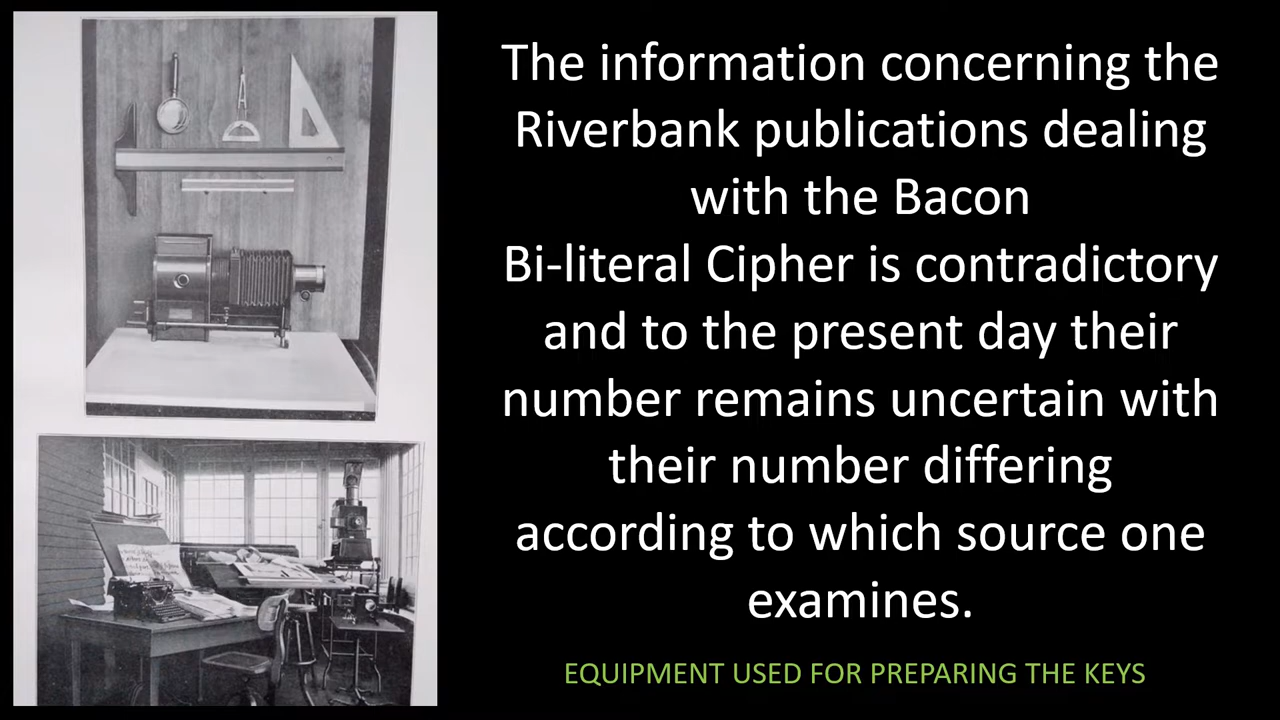 The information concerning the
Riverbank publications dealing
with the Bacon
Bi-literal Cipher is contradictory
and to the present day their
number remains uncertain with
their number differing
according to which source one
examines.
EQUIPMENT USED FOR PREPARING THE KEYS